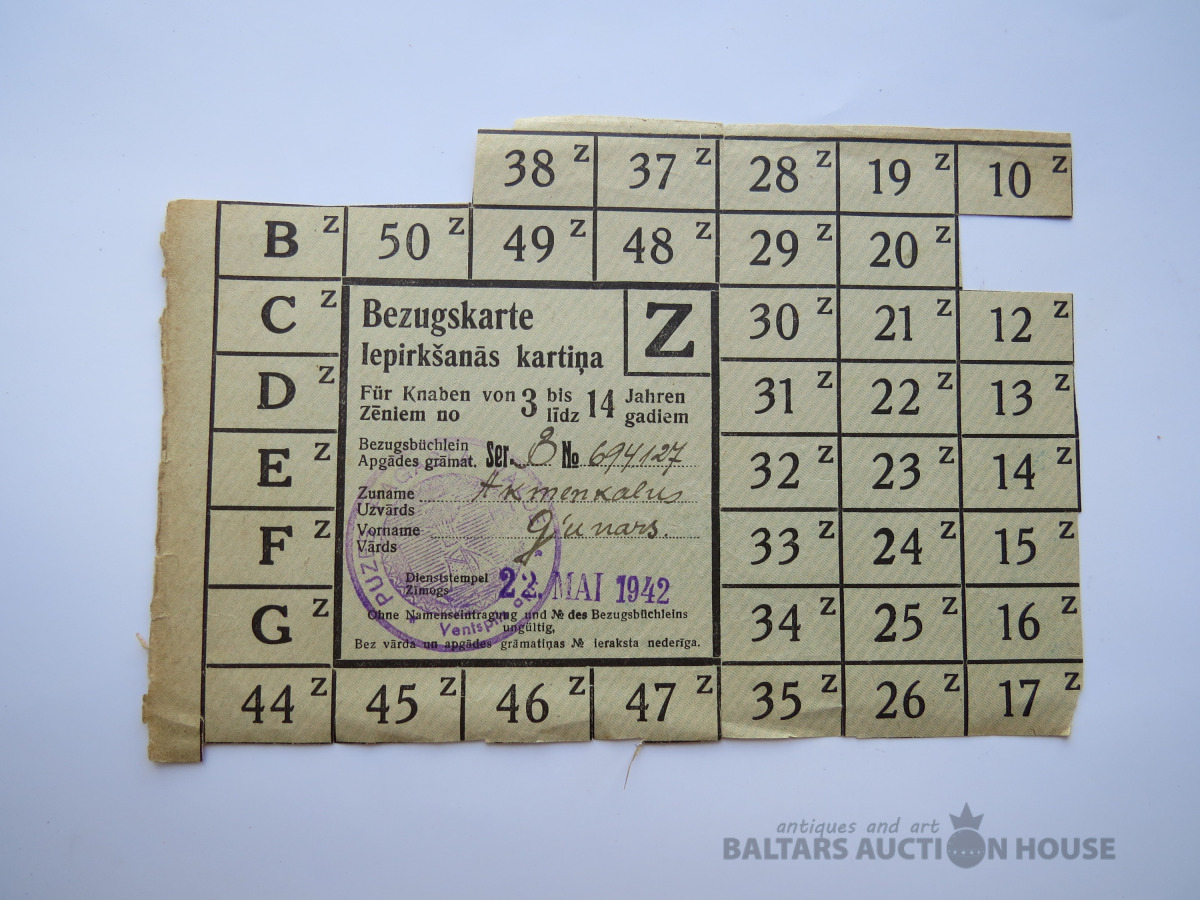 38 Z 37 Z 28 Z 19 Z 10 Z
B Z 50 Z 49 Z 48 Z 29 Z 20 Z
C Z 30 Z 21 Z 12 Z
D Z 31 Z 22 Z 13 Z
E Z 32 Z 23 Z 14 Z
F Z 33 Z 24 Z 15 Z
G Z 34 Z 25 Z 16 Z
44 Z 45 Z 46 Z 47 Z 35 Z 26 Z 17 Z
Bezugskarte
Iepirkšanās kartiņa
Z
Für Knaben von 3 bis 14 Jahren
Zēniem no līdz gadiem
Bezugsbüchlein
Apgādes grāmat. Ser. 8 No 694127
Zuname
Uzvārds Akmenkalns
Vorname
Vārds Gunars.
Dienststempel
Zimogs 22. MAI 1942
Ohne Namenseintragung und № des Bezugsbüchleins
ungültig,
Bez vārda un apgādes grāmatiņas № ieraksta nederīga.
antiques and art
BALTARS AUCTION HOUSE